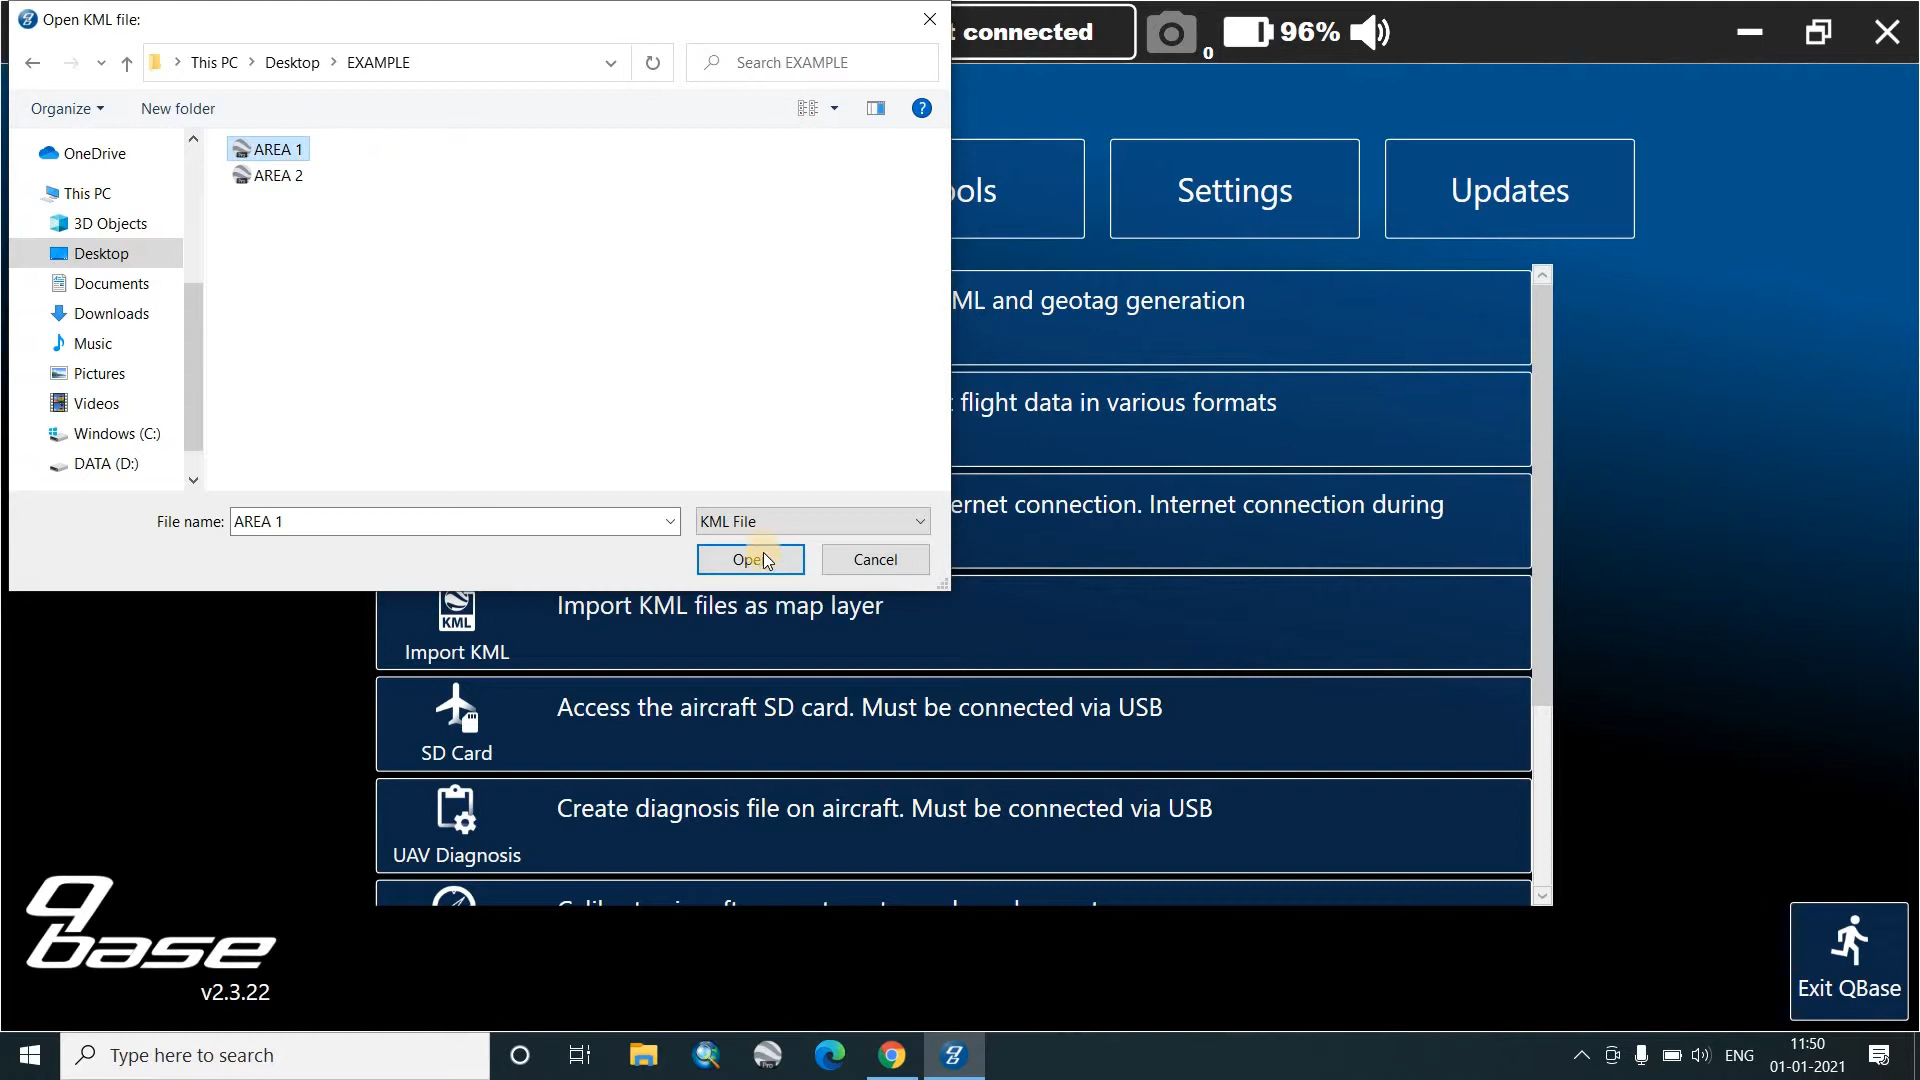 Open KML file:
connected
0
96%
This PC > Desktop > EXAMPLE
Search EXAMPLE
Organize
New folder
OneDrive
This PC
3D Objects
Desktop
Documents
Downloads
Music
Pictures
Videos
Windows (C:)
DATA (D:)
AREA 1
AREA 2
File name: AREA 1
KML File
Cancel
Settings
Updates
and geotag generation
flight data in various formats
connection. Internet connection during
KML
Import KML
Import KML files as map layer
SD Card
Access the aircraft SD card. Must be connected via USB
UAV Diagnosis
Create diagnosis file on aircraft. Must be connected via USB
qbase
v2.3.22
Exit QBase
Type here to search
Pro
ENG
11:50
01-01-2021